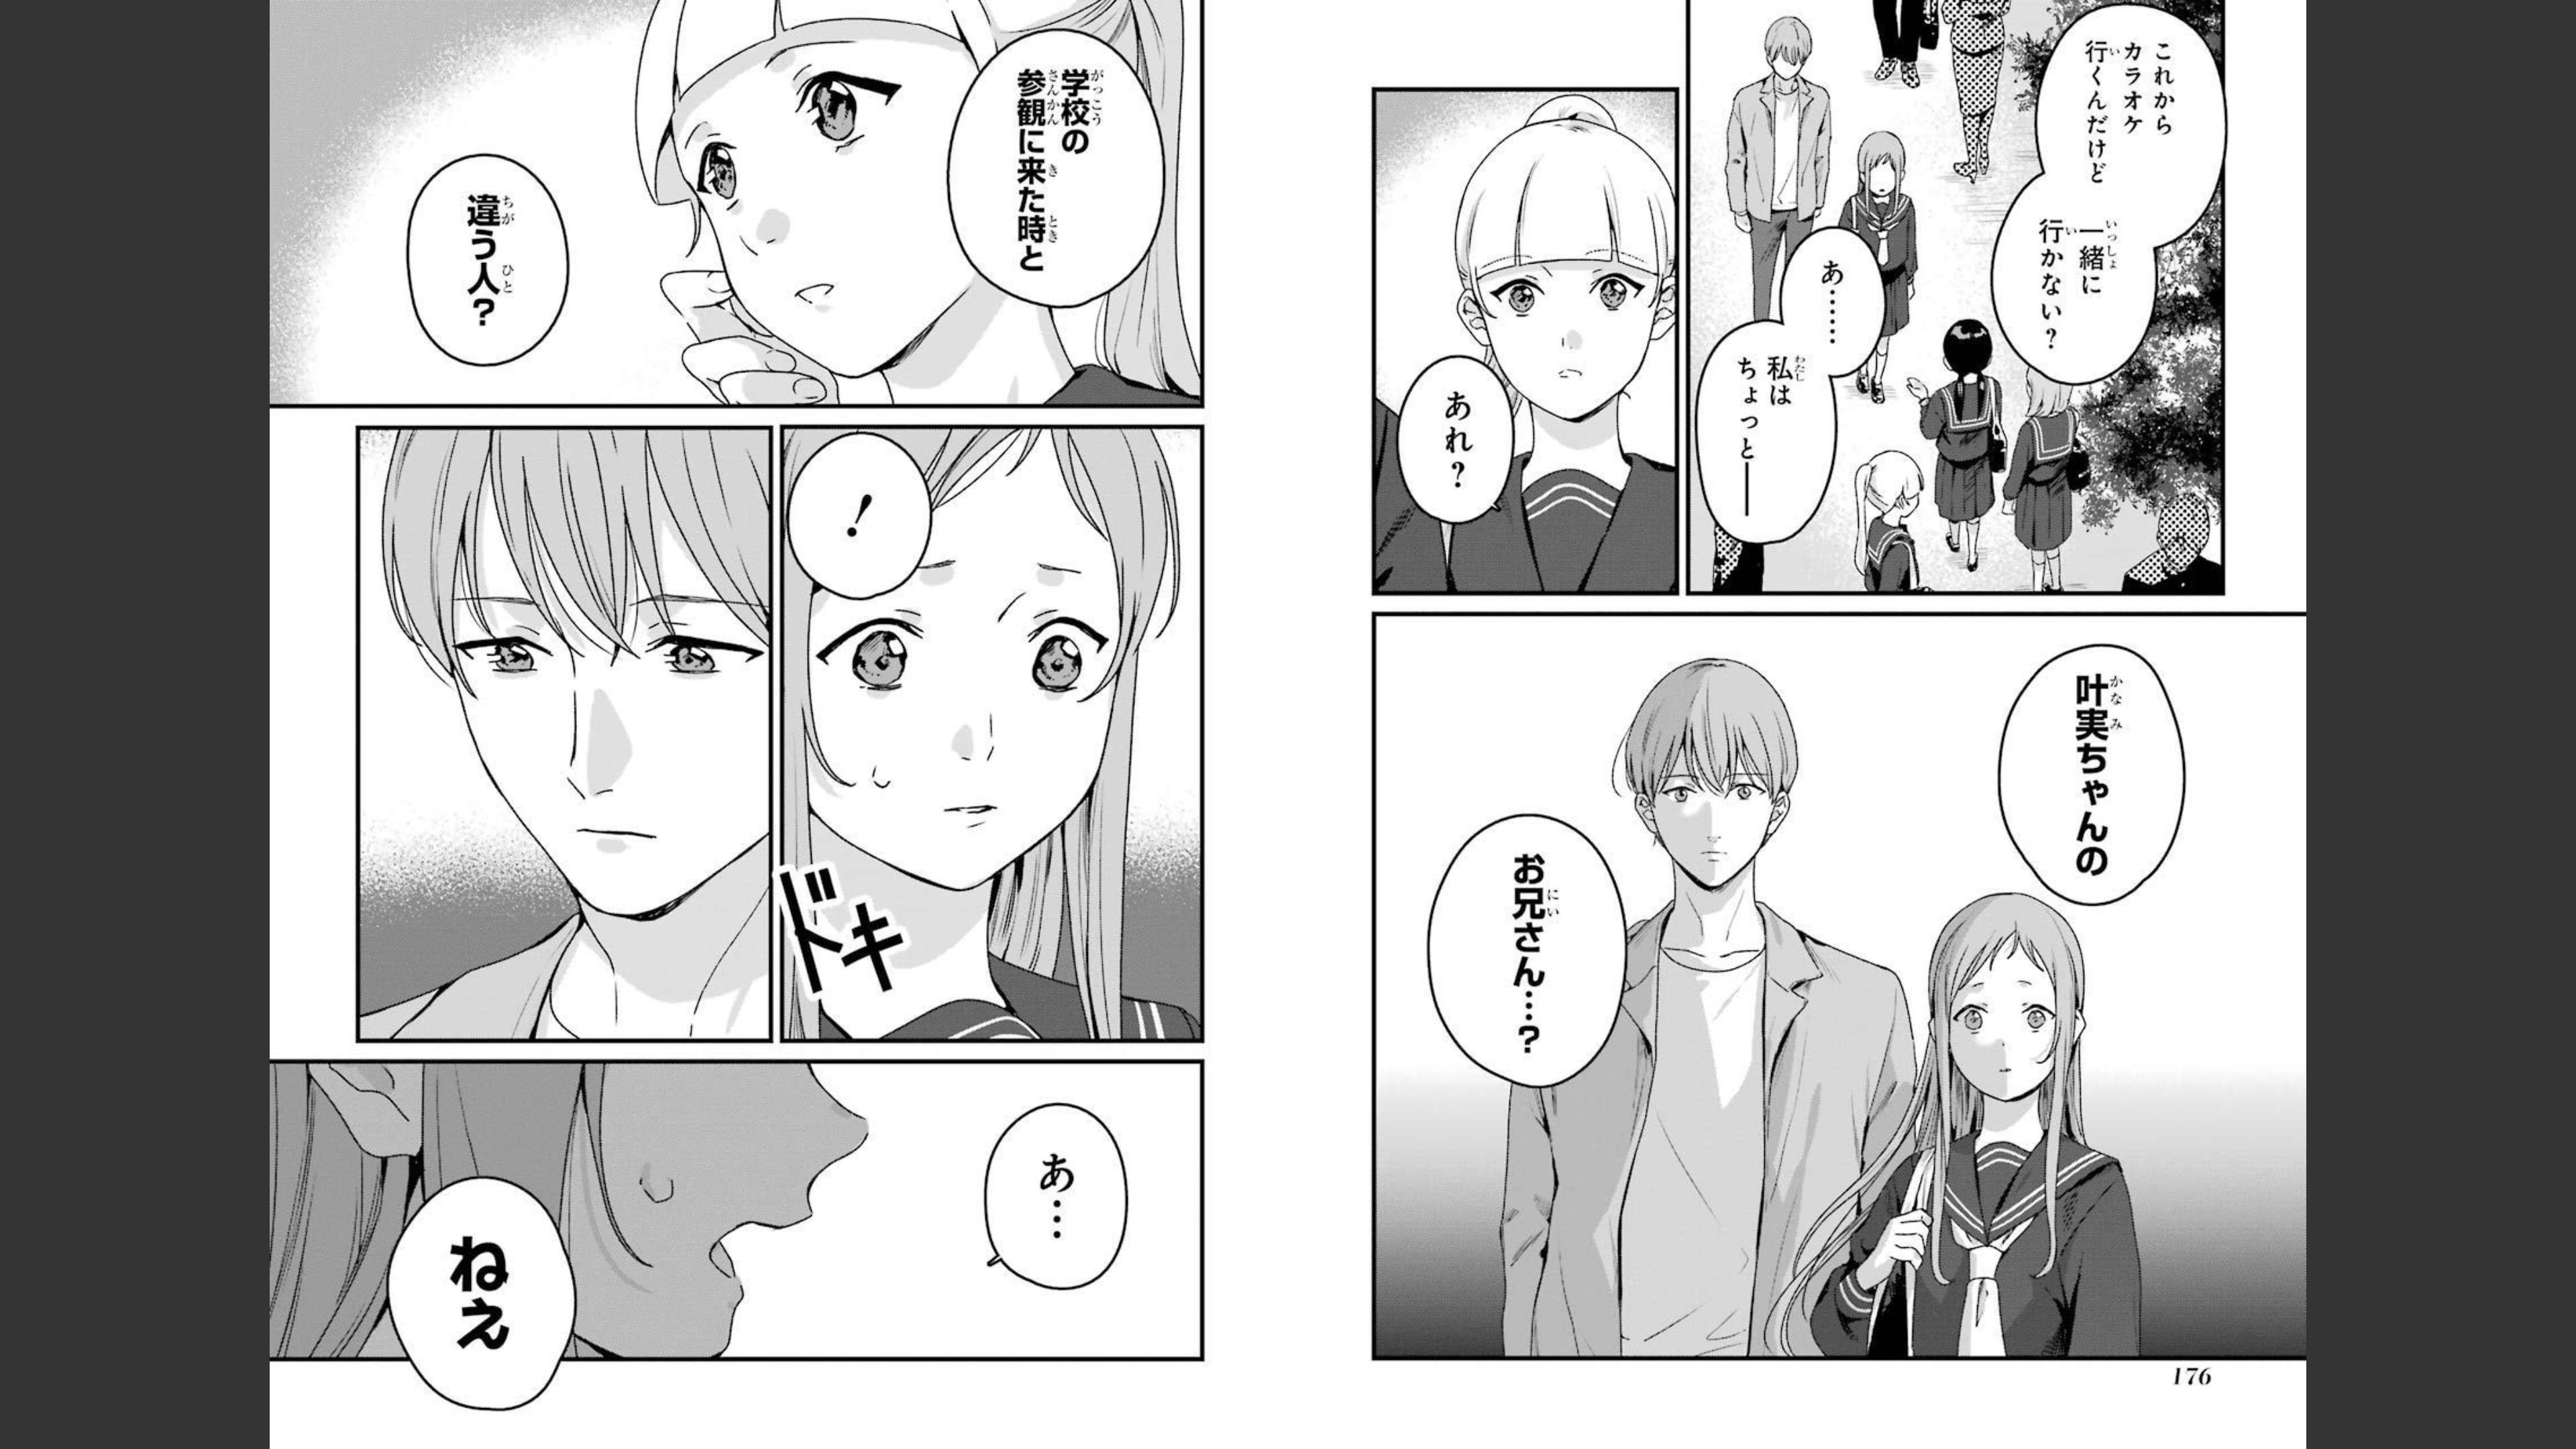 これから
カラオケ
行くんだけど
一緒に
行かない？
あ……
私は
ちょっと―
あれ？
叶実ちゃんの
お兄さん…？
176
学校の
参観に来た時と
違う人？
！
ドキ
あ…
ねえ